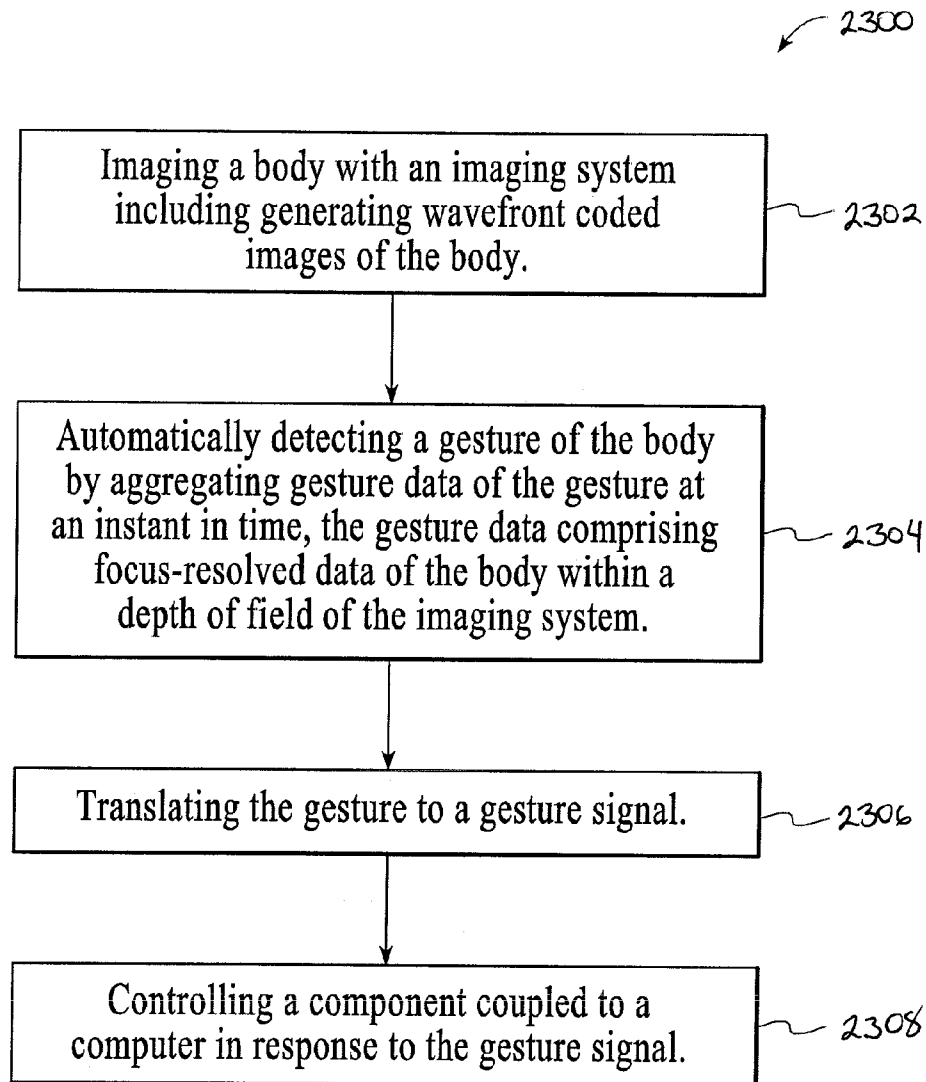 2300
Imaging a body with an imaging system
including generating wavefront coded
images of the body.
2302
Automatically detecting a gesture of the body
by aggregating gesture data of the gesture at
an instant in time, the gesture data comprising
focus-resolved data of the body within a
depth of field of the imaging system.
2304
Translating the gesture to a gesture signal.
2306
Controlling a component coupled to a
computer in response to the gesture signal.
2308